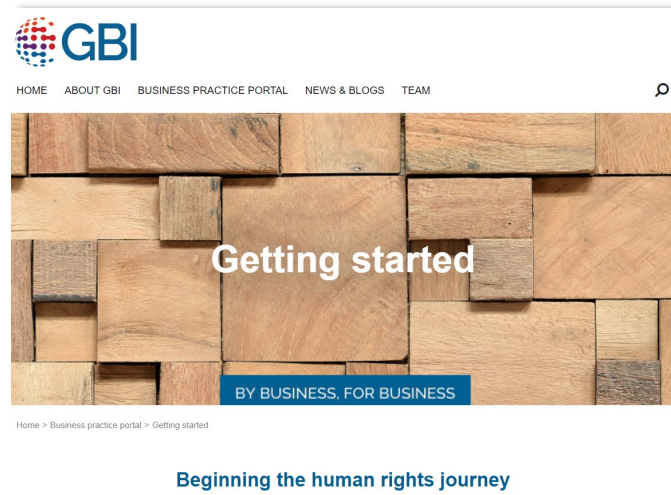 GBI
HOME ABOUT GBI BUSINESS PRACTICE PORTAL NEWS & BLOGS TEAM
Getting started
BY BUSINESS, FOR BUSINESS
Home > Business practice portal > Getting started
Beginning the human rights journey